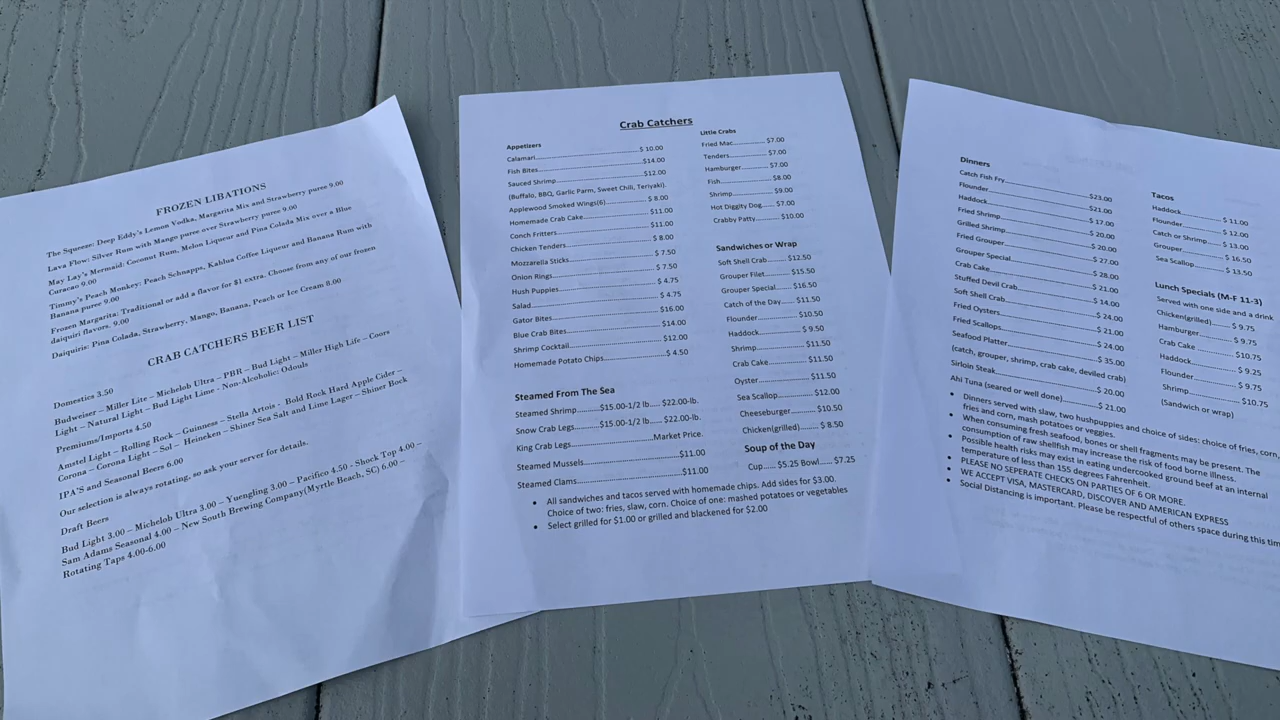 FROZEN LIBATIONS
The Squeezer: Deep Eddy's Lemon Vodka, Margarita Mix and Strawberry puree 9.00
Lava Flow: Silver Rum with Mango puree over Strawberry puree 9.00
May Lay's Mermaid: Coconut Rum, Melon Liqueur and Pina Colada Mix over a Blue
Curacao 9.00
Timmy's Peach Monkey: Peach Schnapps, Kahlua Coffee Liqueur and Banana Rum with
Banana puree 9.00
Frozen Margarita: Traditional or add a flavor for $1 extra. Choose from any of our frozen
daiquiri flavors. 9.00
Daiquiris: Pina Colada, Strawberry, Mango, Banana, Peach or Ice Cream 8.00
CRAB CATCHERS BEER LIST
Domestics 3.50
Budweiser – Miller Lite – Michelob Ultra – PBR – Bud Light – Miller High Life – Coors
Light – Natural Light – Bud Light Lime - Non-Alcoholic: Odouls
Premiums/Imports 4.50
Amstel Light – Rolling Rock – Guinness – Stella Artois - Bold Rock Hard Apple Cider –
Corona – Corona Light – Sol – Heineken – Shiner Sea Salt and Lime Lager – Shiner Bock
IPA'S and Seasonal Beers 6.00
Our selection is always rotating, so ask your server for details.
Draft Beers
Bud Light 3.00 – Michelob Ultra 3.00 – Yuengling 3.00 – Pacifico 4.50 - Shock Top 4.00 –
Sam Adams Seasonal 4.00 – New South Brewing Company(Myrtle Beach, SC) 6.00 –
Rotating Taps 4.00-6.00
Crab Catchers
Appetizers
Calamari........$ 10.00
Fish Bites........$14.00
Sauced Shrimp........$12.00
(Buffalo, BBQ, Garlic Parm, Sweet Chili, Teriyaki).
Applewood Smoked Wings(6)........$ 8.00
Homemade Crab Cake........$11.00
Conch Fritters........$11.00
Chicken Tenders........$ 8.00
Mozzarella Sticks........$ 7.50
Onion Rings........$ 7.50
Hush Puppies........$ 4.75
Salad........$ 4.75
Gator Bites........$16.00
Blue Crab Bites........$14.00
Shrimp Cocktail........$12.00
Homemade Potato Chips........$ 4.50
Steamed From The Sea
Steamed Shrimp........$15.00-1/2 lb..... $22.00-lb.
Snow Crab Legs........$15.00-1/2 lb..... $22.00-lb.
King Crab Legs........Market Price.
Steamed Mussels........$11.00
Steamed Clams........$11.00
Little Crabs
Fried Mac........$7.00
Tenders........$7.00
Hamburger........$7.00
Fish........$8.00
Shrimp........$9.00
Hot Diggity Dog.... $7.00
Crabby Patty........$10.00
Sandwiches or Wrap
Soft Shell Crab.....$12.50
Grouper Filet........$15.50
Grouper Special.....$16.50
Catch of the Day.....$11.50
Flounder........$10.50
Haddock........$ 9.50
Shrimp........$11.50
Crab Cake........$11.50
Oyster........$11.50
Sea Scallop........$12.00
Cheeseburger........$10.50
Chicken(grilled)........$ 8.50
Soup of the Day
Cup...... $5.25 Bowl..... $7.25
• All sandwiches and tacos served with homemade chips. Add sides for $3.00.
Choice of two: fries, slaw, corn. Choice of one: mashed potatoes or vegetables
• Select grilled for $1.00 or grilled and blackened for $2.00
Dinners
Catch Fish Fry........$23.00
Flounder........$21.00
Haddock........$ 17.00
Fried Shrimp........$ 20.00
Grilled Shrimp........$ 20.00
Fried Grouper........$ 27.00
Grouper Special........$ 28.00
Crab Cake........$ 21.00
Stuffed Devil Crab........$ 14.00
Soft Shell Crab........$ 24.00
Fried Oysters........$ 21.00
Fried Scallops........$ 24.00
Seafood Platter........$ 35.00
(catch, grouper, shrimp, crab cake, deviled crab)
Sirloin Steak........$ 20.00
Ahi Tuna (seared or well done)........$ 21.00
Tacos
Haddock........$ 11.00
Flounder........$ 12.00
Catch or Shrimp.... $ 13.00
Grouper........$ 16.50
Sea Scallop........$ 13.50
Lunch Specials (M-F 11-3)
Served with one side and a drink
Chicken(grilled)..... $ 9.75
Hamburger........$ 9.75
Crab Cake........$10.75
Haddock........$ 9.25
Flounder........$ 9.75
Shrimp........$10.75
(Sandwich or wrap)
• Dinners served with slaw, two hushpuppies and choice of sides: choice of fries, corn,
fries and corn, mash potatoes or veggies.
• When consuming fresh seafood, bones or shell fragments may be present. The
consumption of raw shellfish may increase the risk of food borne illness.
• Possible health risks may exist in eating undercooked ground beef at an internal
temperature of less than 155 degrees Fahrenheit.
• PLEASE NO SEPERATE CHECKS ON PARTIES OF 6 OR MORE.
• WE ACCEPT VISA, MASTERCARD, DISCOVER AND AMERICAN EXPRESS
• Social Distancing is important. Please be respectful of others space during this tim